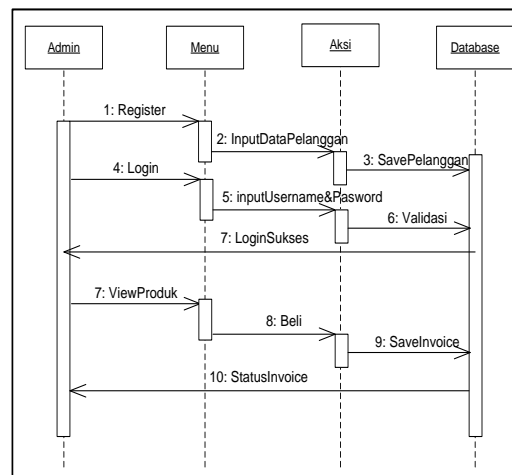 Admin
Menu
Aksi
Database
1: Register
2: InputDataPelanggan
3: SavePelanggan
4: Login
5: inputUsername&Pasword
6: Validasi
7: LoginSukses
7: ViewProduk
8: Beli
9: SaveInvoice
10: StatusInvoice